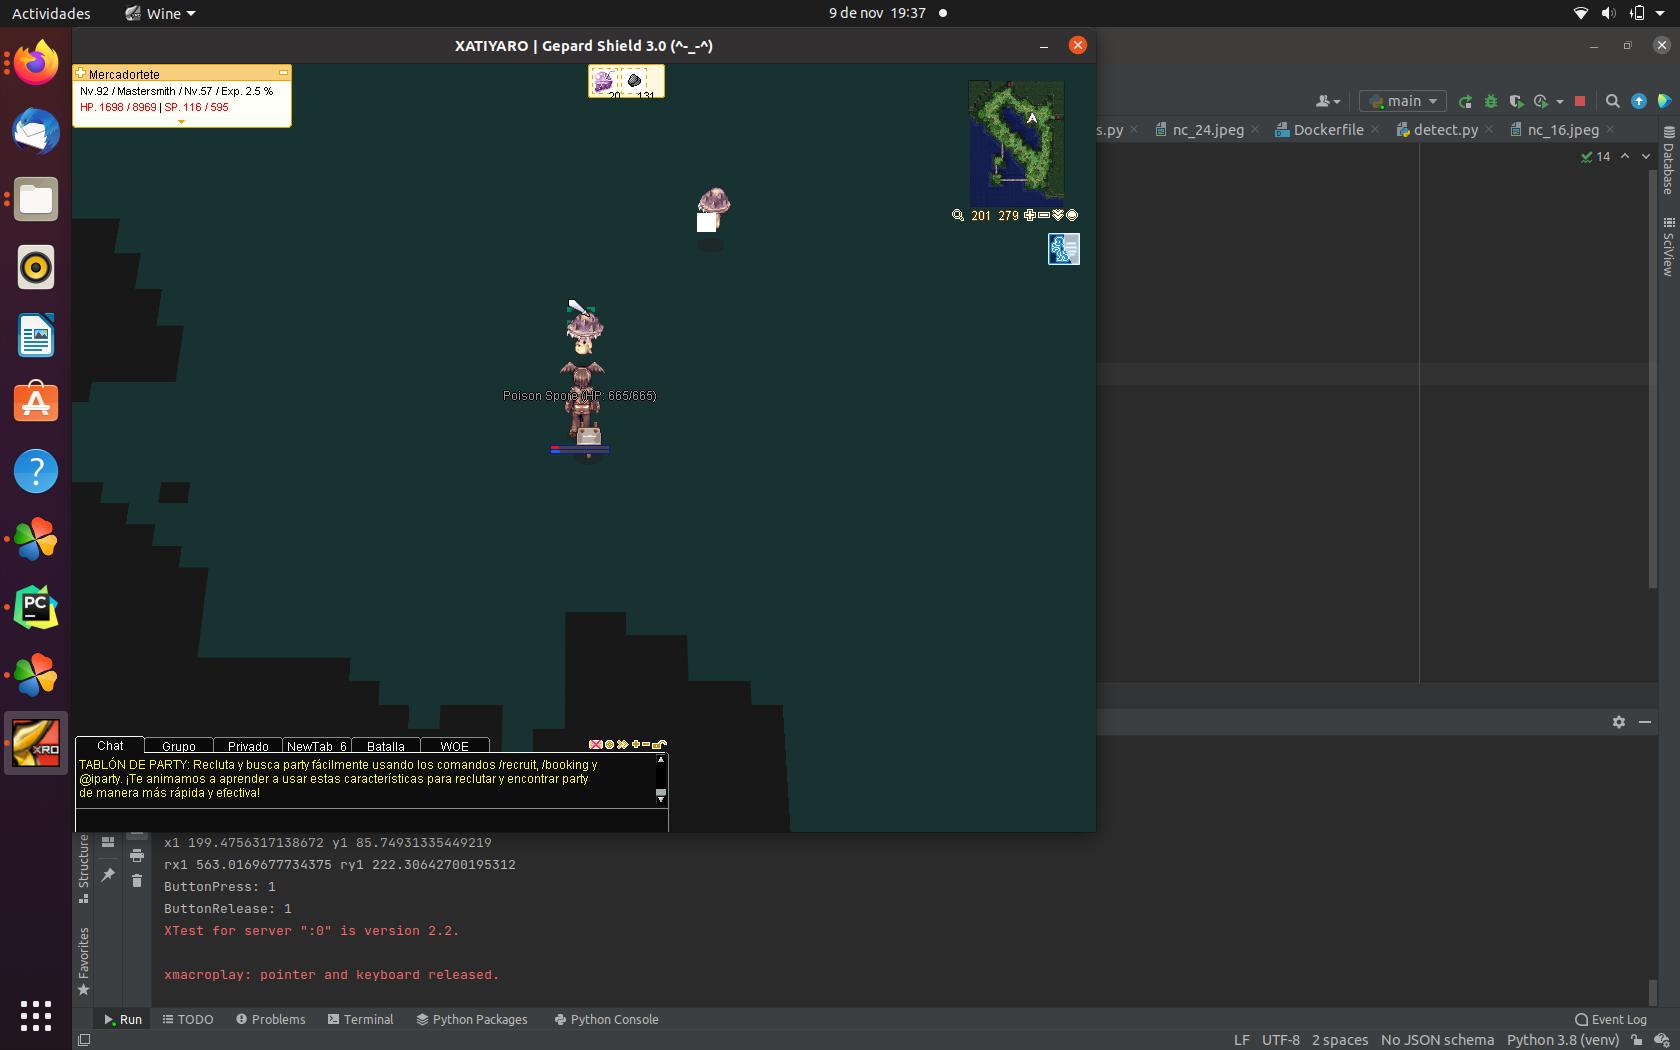 Actividades
Wine
9 de nov 19:37
XATIYARO | Gepard Shield 3.0 (^-_-^)
Mercadortete
Nv.92 / Mastersmith / Nv.57 / Exp. 2.5 %
HP. 1698 / 8969 | SP. 116 / 595
20 131
201 279
main
s.py
nc_24.jpeg
Dockerfile
detect.py
nc_16.jpeg
14
Database
SciView
Poison Spore (HP: 665/665)
PC
XRO
Chat
Grupo
Privado
NewTab 6
Batalla
WOE
TABLÓN DE PARTY: Recluta y busca party fácilmente usando los comandos /recruit, /booking y
@iparty. ¡Te animamos a aprender a usar estas características para reclutar y encontrar party
de manera más rápida y efectiva!
Structure
Favorites
x1 199.4756317138672 y1 85.74931335449219
rx1 563.0169677734375 ry1 222.30642700195312
ButtonPress: 1
ButtonRelease: 1
XTest for server ":0" is version 2.2.
xmacroplay: pointer and keyboard released.
Run
TODO
Problems
Terminal
Python Packages
Python Console
Event Log
LF UTF-8 2 spaces No JSON schema Python 3.8 (venv)